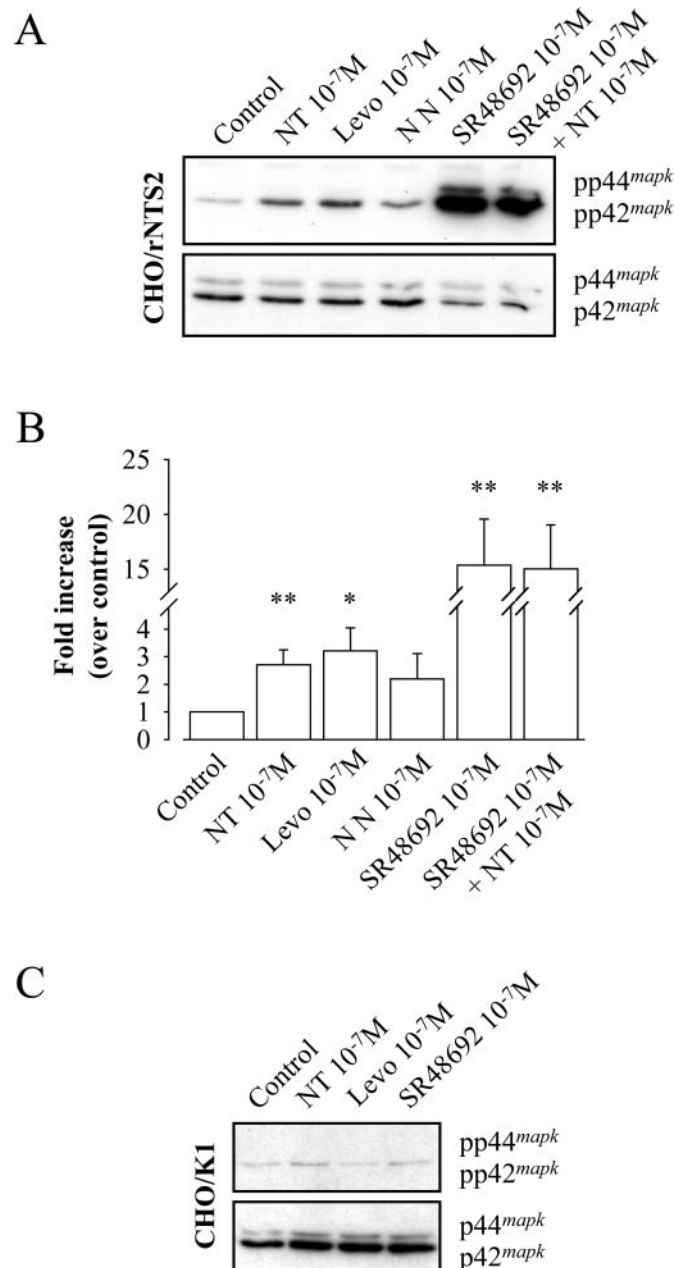 A
Control
NT 10⁻⁷M
Levo 10⁻⁷M
N N 10⁻⁷M
SR48692 10⁻⁷M
SR48692 10⁻⁷M
+ NT 10⁻⁷M
CHO/rNTS2
pp44mapk
pp42mapk
p44mapk
p42mapk
B
Fold increase
(over control)
25
20
15
4
3
2
1
0
**
*
**
**
Control
NT 10⁻⁷M
Levo 10⁻⁷M
N N 10⁻⁷M
SR48692 10⁻⁷M
SR48692 10⁻⁷M
+ NT 10⁻⁷M
C
Control
NT 10⁻⁷M
Levo 10⁻⁷M
SR48692 10⁻⁷M
CHO/K1
pp44mapk
pp42mapk
p44mapk
p42mapk